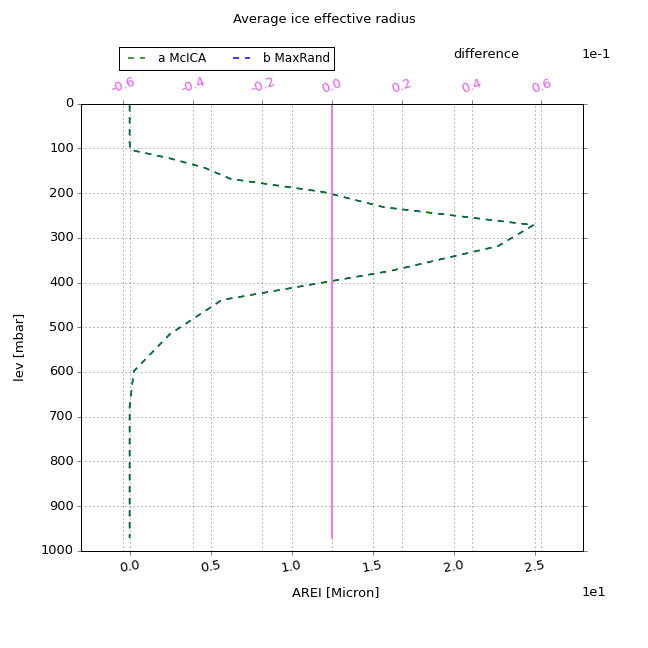 Average ice effective radius
a McICA b MaxRand
difference 1e-1
-0.6 -0.4 -0.2 0.0 0.2 0.4 0.6
0
100
200
300
400
500
600
700
800
900
1000
lev [mbar]
0.0 0.5 1.0 1.5 2.0 2.5
AREI [Micron] 1e1